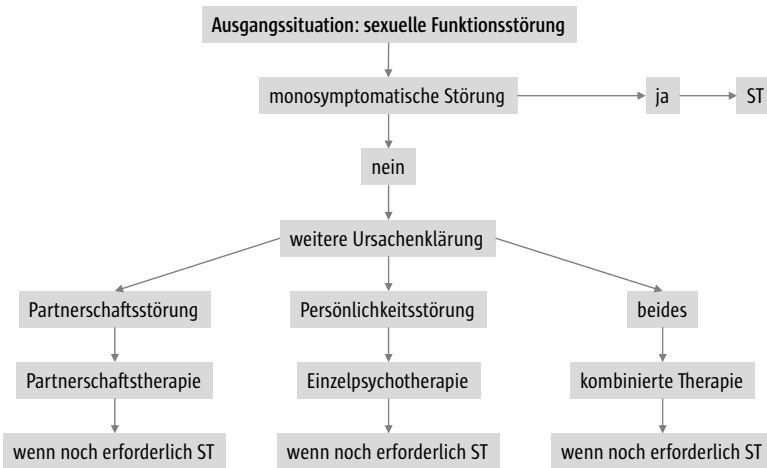 Ausgangssituation: sexuelle Funktionsstörung
monosymptomatische Störung
ja
ST
nein
weitere Ursachenklärung
Partnerschaftsstörung
Persönlichkeitsstörung
beides
Partnerschaftstherapie
Einzelpsychotherapie
kombinierte Therapie
wenn noch erforderlich ST
wenn noch erforderlich ST
wenn noch erforderlich ST